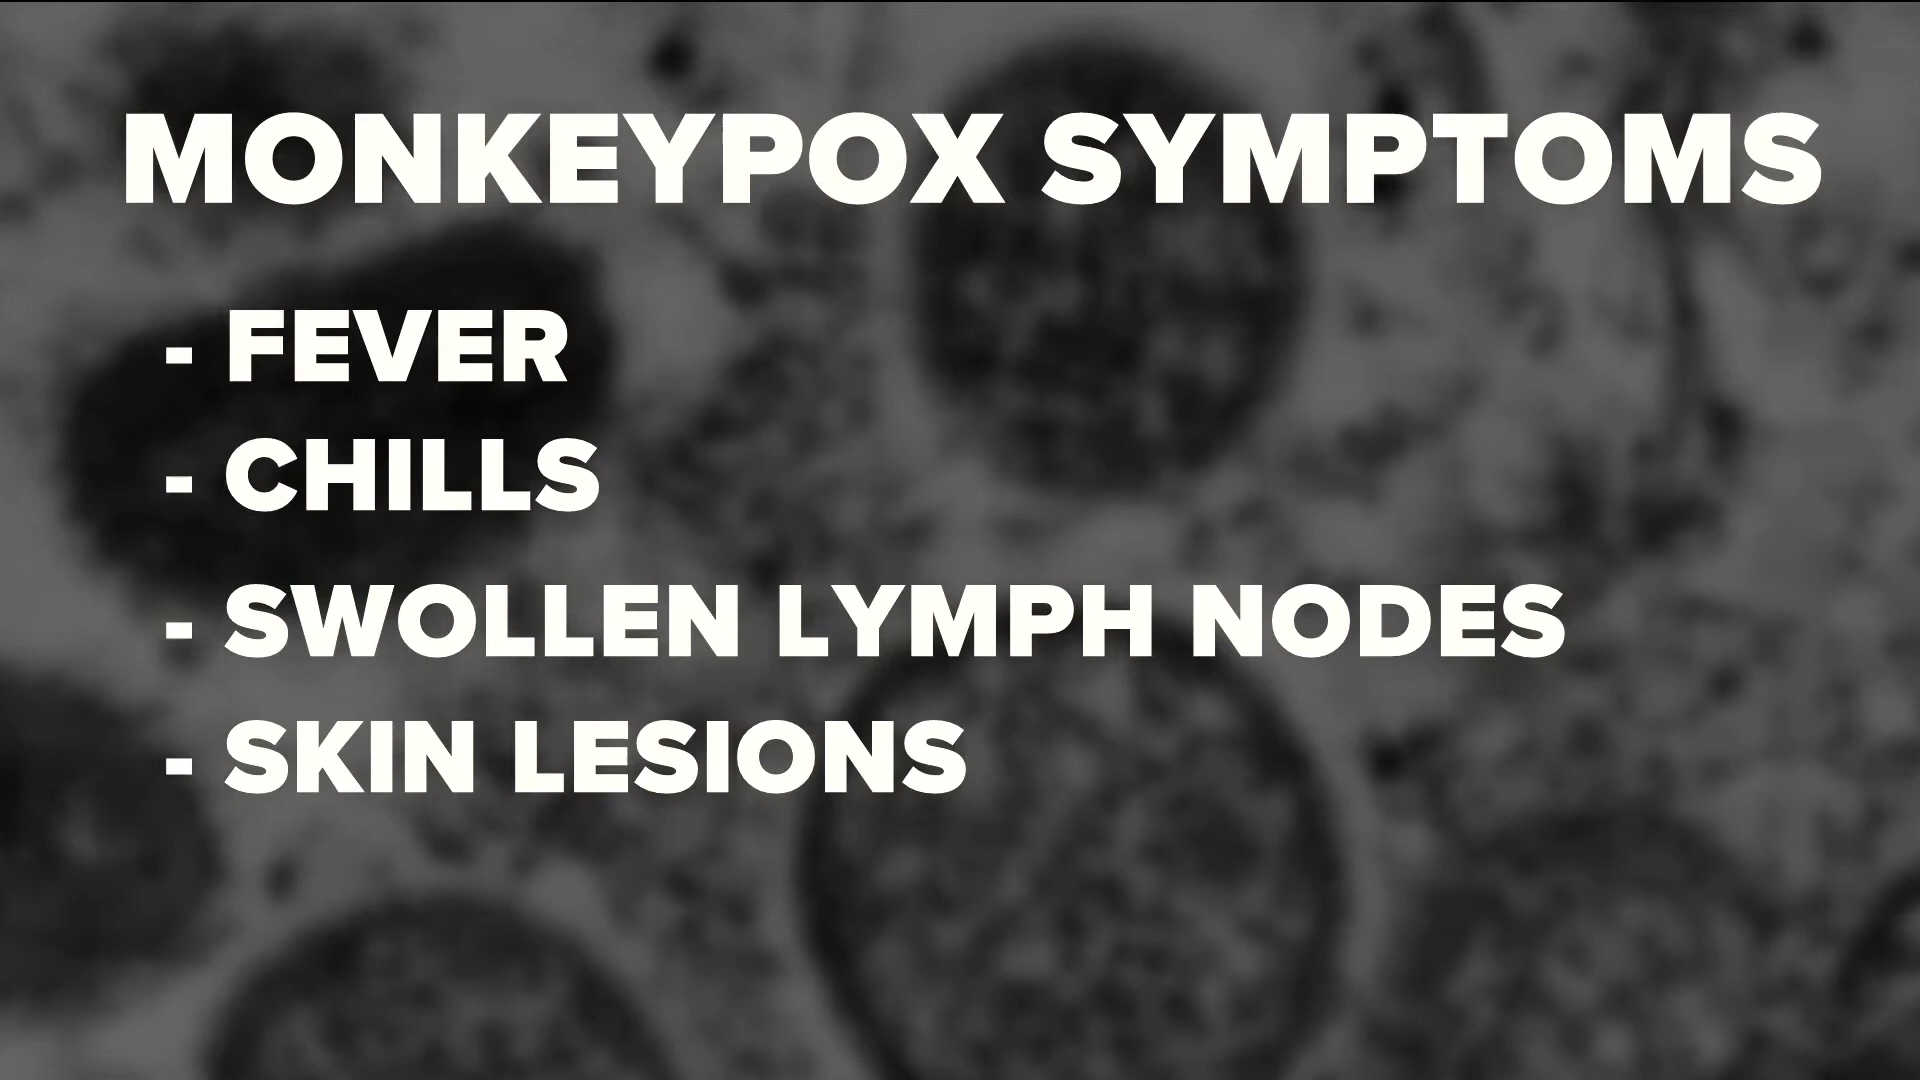 MONKEYPOX SYMPTOMS
- FEVER
- CHILLS
- SWOLLEN LYMPH NODES
- SKIN LESIONS